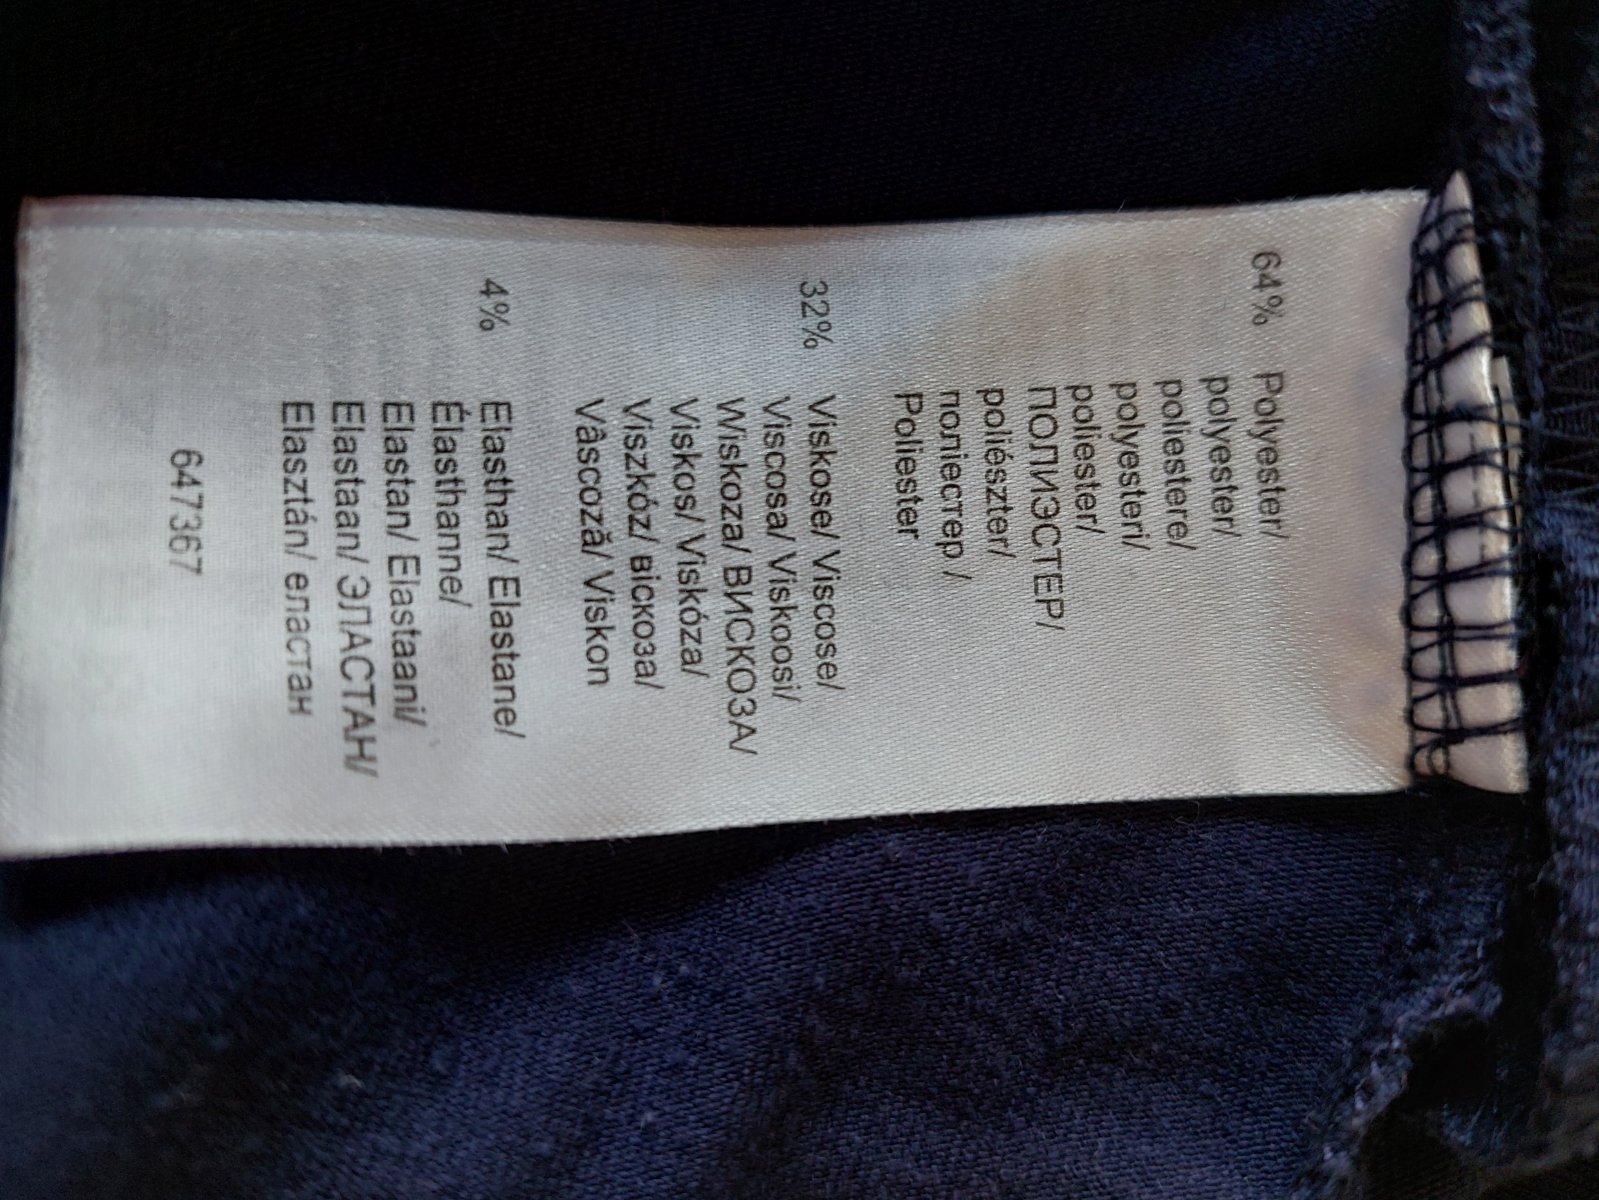 64% Polyester/
polyester/
poliestere/
polyesteri/
poliester/
ПОЛИЭСТЕР/
poliészter/
поліестер /
Poliester
32% Viskose/ Viscose/
Viscosa/ Viskoosi/
Wiskoza/ ВИСКОЗА/
Viskos/ Viskóza/
Viszkóz/ віскоза/
Vâscoză/ Viskon
4% Elasthan/ Elastane/
Élasthanne/
Elastan/ Elastaani/
Elastaan/ ЭЛАСТАН/
Elasztán/ еластан
647367